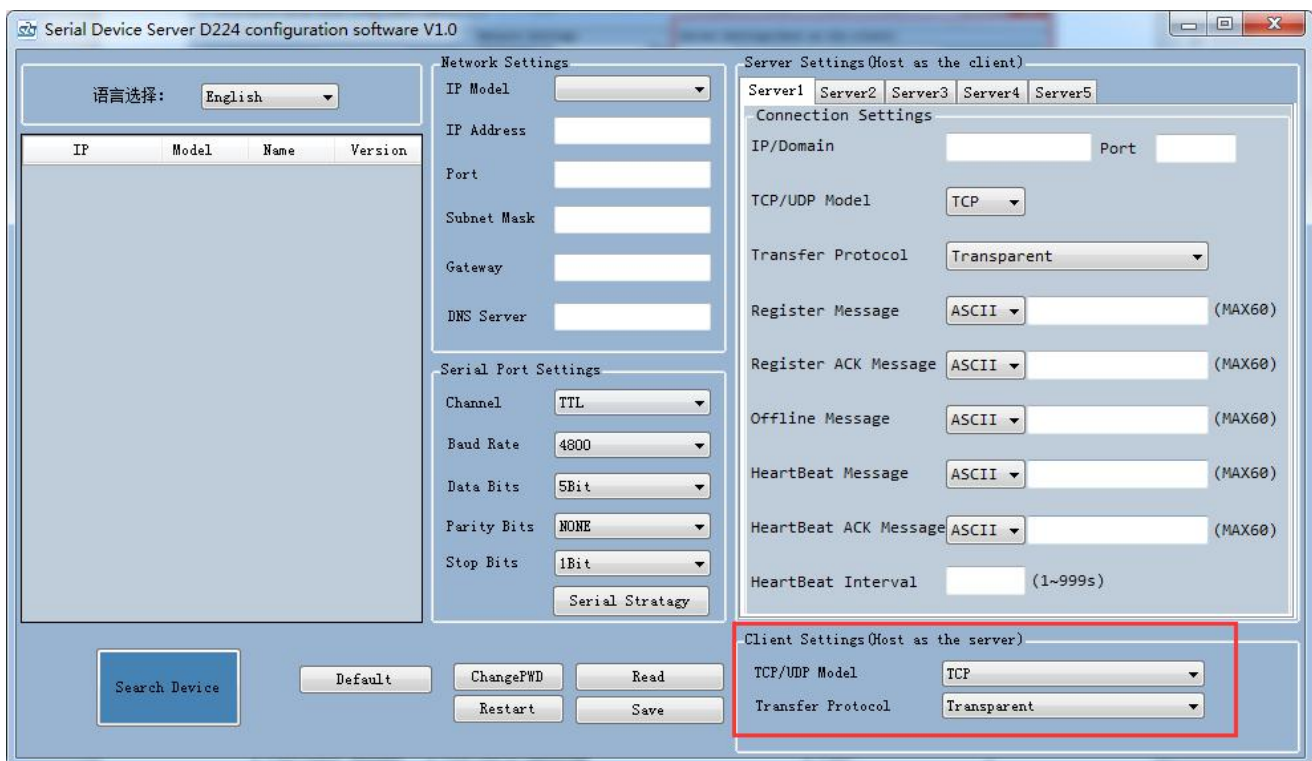 Serial Device Server D224 configuration software V1.0
语言选择: English
IP Model Name Version
Search Device
Default
ChangePWD Read
Restart Save
Network Settings
IP Model
IP Address
Port
Subnet Mask
Gateway
DNS Server
Serial Port Settings
Channel TTL
Baud Rate 4800
Data Bits 5Bit
Parity Bits NONE
Stop Bits 1Bit
Serial Stratagy
Server Settings(Host as the client)
Server1 Server2 Server3 Server4 Server5
Connection Settings
IP/Domain Port
TCP/UDP Model TCP
Transfer Protocol Transparent
Register Message ASCII (MAX60)
Register ACK Message ASCII (MAX60)
Offline Message ASCII (MAX60)
HeartBeat Message ASCII (MAX60)
HeartBeat ACK Message ASCII (MAX60)
HeartBeat Interval (1~999s)
Client Settings(Host as the server)
TCP/UDP Model TCP
Transfer Protocol Transparent